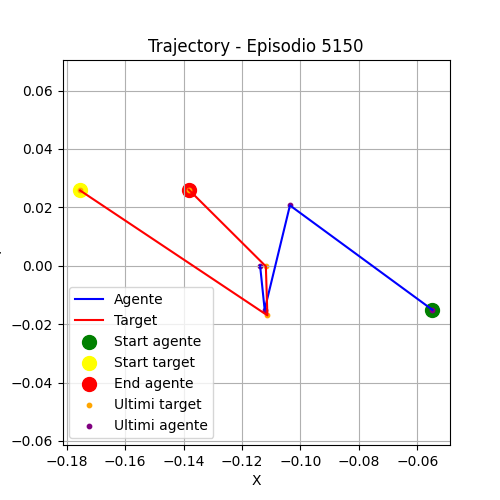 Trajectory - Episodio 5150
0.06
0.04
0.02
0.00
−0.02
−0.04
−0.06
Agente
Target
Start agente
Start target
End agente
Ultimi target
Ultimi agente
−0.18
−0.16
−0.14
−0.12
−0.10
−0.08
−0.06
X